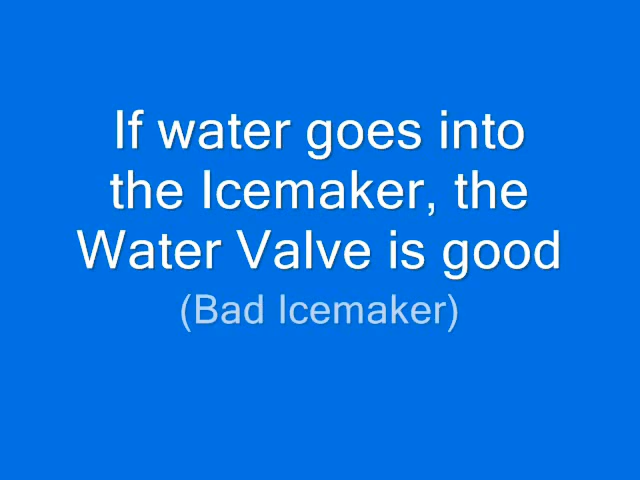 If water goes into
the Icemaker, the
Water Valve is good
(Bad Icemaker)